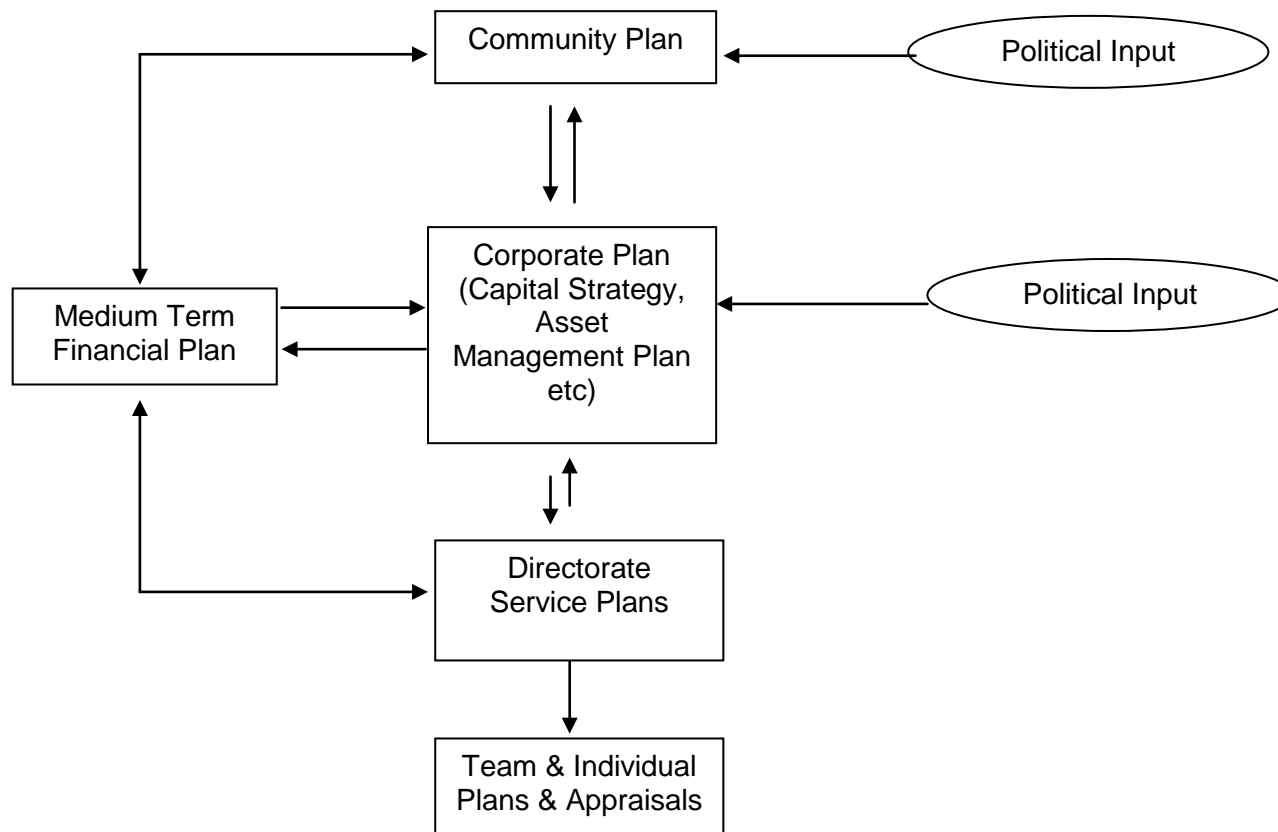 Community Plan
Political Input
Corporate Plan
(Capital Strategy,
Asset
Management Plan
etc)
Political Input
Medium Term
Financial Plan
Directorate
Service Plans
Team & Individual
Plans & Appraisals